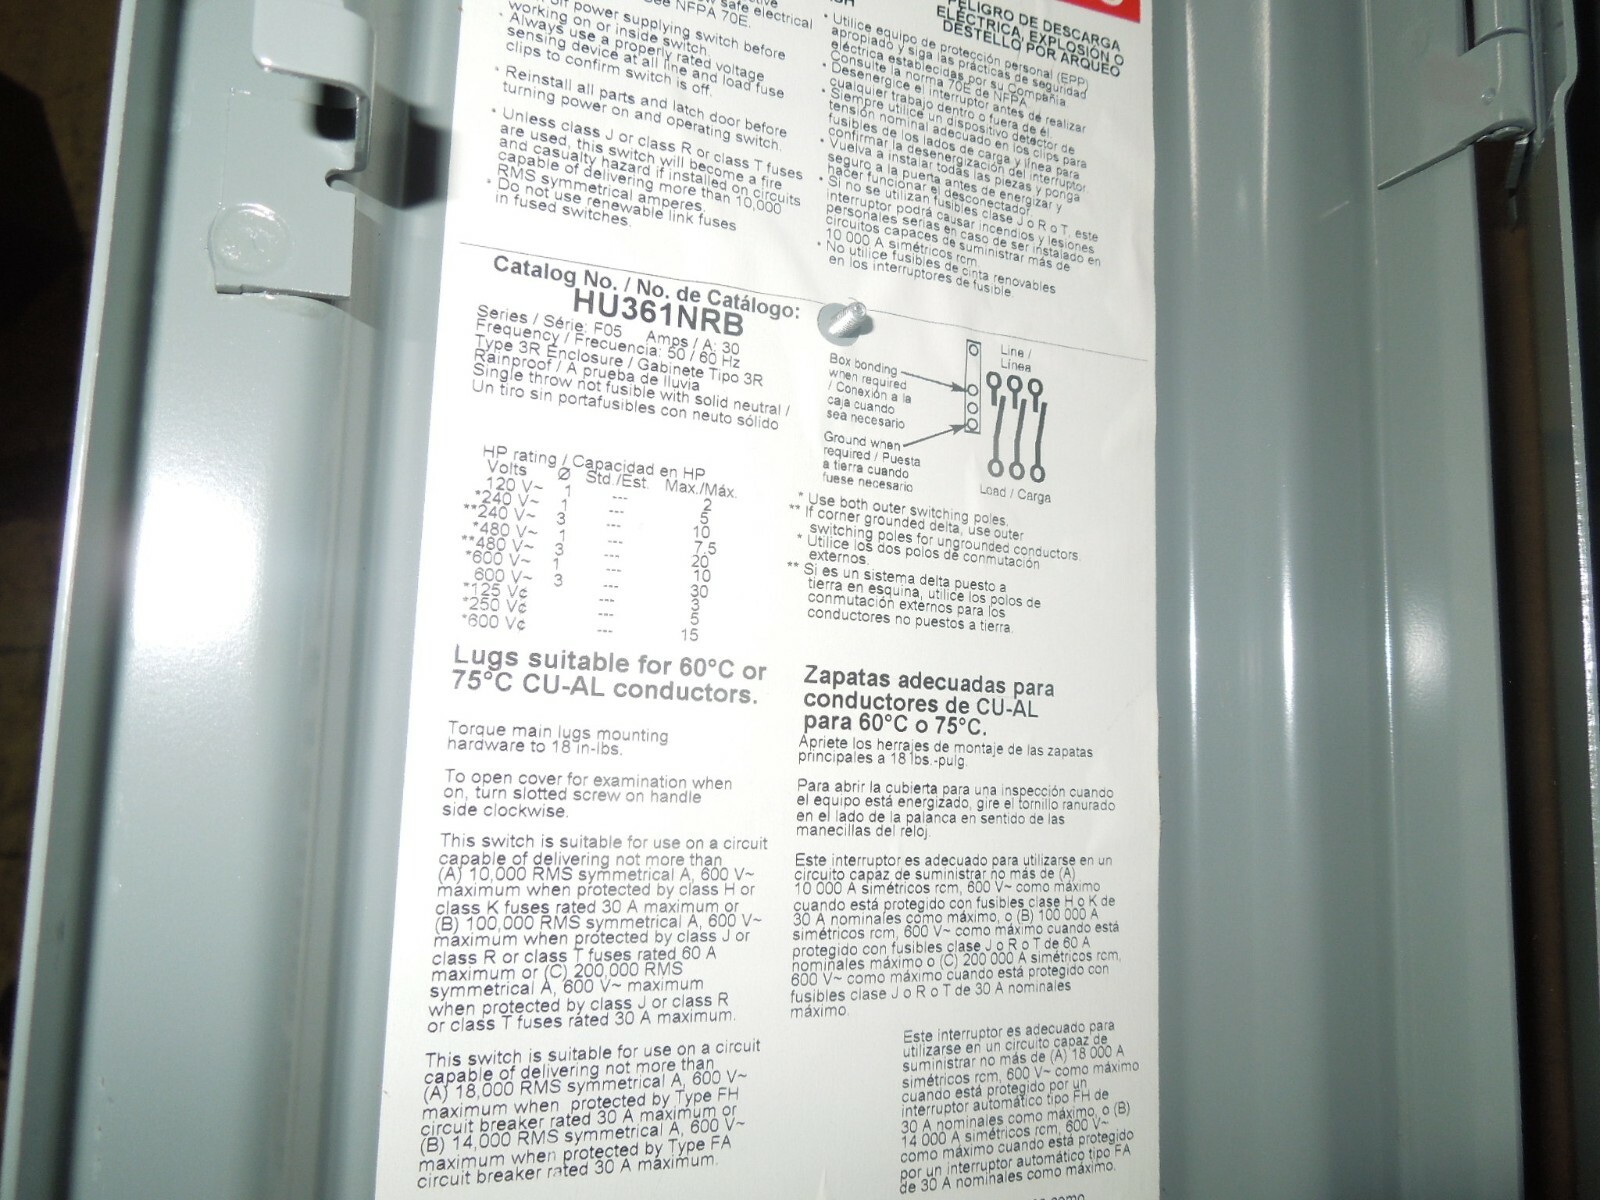 safe electrical
See NFPA 70E.
off power supplying switch before
working on or inside switch.
• Always use a properly rated voltage
sensing device at all line and load fuse
clips to confirm switch is off.
• Reinstall all parts and latch door before
turning power on and operating switch.
• Unless class J or class R or class T fuses
are used, this switch will become a fire
and casualty hazard if installed on circuits
capable of delivering more than 10,000
RMS symmetrical amperes.
• Do not use renewable link fuses
in fused switches.
PELIGRO DE DESCARGA
ELÉCTRICA, EXPLOSIÓN O
DESTELLO POR ARQUEO
• Utilice equipo de protección personal (EPP)
apropiado y siga las prácticas de seguridad
eléctrica establecidas por su Compañia
Consulte la norma 70E de NFPA.
• Desenergice el interruptor antes de realizar
cualquier trabajo dentro o fuera de él.
• Siempre utilice un dispositivo detector de
tensión nominal adecuado en los clips para
fusibles de los lados de carga y línea para
confirmar la desenergización del interruptor.
• Vuelva a instalar todas las piezas y ponga
seguro a la puerta antes de energizar y
hacer funcionar el desconectador.
• Si no se utilizan fusibles clase J o R o T, este
interruptor podrá causar incendios y lesiones
personales serias en caso de ser instalado en
circuitos capaces de suministrar más de
10 000 A simétricos rcm.
• No utilice fusibles de cinta renovables
en los interruptores de fusible.
Catalog No. / No. de Catálogo:
HU361NRB
Series / Série: F05 Amps / A: 30
Frequency / Frecuencia: 50 / 60 Hz
Type 3R Enclosure / Gabinete Tipo 3R
Rainproof / A prueba de lluvia
Single throw not fusible with solid neutral /
Un tiro sin portafusibles con neuto sólido
Line /
Línea
Box bonding
when required
/ Conexión a la
caja cuando
sea necesario
Ground when
required / Puesta
a tierra cuando
fuese necesario
Load / Carga
HP rating / Capacidad en HP
Volts Ø Std./Est. Max./Máx.
120 V~ 1 --- 2
*240 V~ 1 --- 5
**240 V~ 3 --- 10
*480 V~ 1 --- 7.5
**480 V~ 3 --- 20
*600 V~ 1 --- 10
600 V~ 3 --- 30
*125 V¢ --- 3
*250 V¢ --- 5
*600 V¢ --- 15
* Use both outer switching poles.
** If corner grounded delta, use outer
switching poles for ungrounded conductors.
* Utilice los dos polos de conmutación
externos.
** Si es un sistema delta puesto a
tierra en esquina, utilice los polos de
conmutación externos para los
conductores no puestos a tierra.
Lugs suitable for 60°C or
75°C CU-AL conductors.
Torque main lugs mounting
hardware to 18 in-lbs.
To open cover for examination when
on, turn slotted screw on handle
side clockwise.
This switch is suitable for use on a circuit
capable of delivering not more than
(A) 10,000 RMS symmetrical A, 600 V~
maximum when protected by class H or
class K fuses rated 30 A maximum or
(B) 100,000 RMS symmetrical A, 600 V~
maximum when protected by class J or
class R or class T fuses rated 60 A
maximum or (C) 200,000 RMS
symmetrical A, 600 V~ maximum
when protected by class J or class R
or class T fuses rated 30 A maximum.
This switch is suitable for use on a circuit
capable of delivering not more than
(A) 18,000 RMS symmetrical A, 600 V~
maximum when protected by Type FH
circuit breaker rated 30 A maximum or
(B) 14,000 RMS symmetrical A, 600 V~
maximum when protected by Type FA
circuit breaker rated 30 A maximum.
Zapatas adecuadas para
conductores de CU-AL
para 60°C o 75°C.
Apriete los herrajes de montaje de las zapatas
principales a 18 lbs.-pulg.
Para abrir la cubierta para una inspección cuando
el equipo está energizado, gire el tornillo ranurado
en el lado de la palanca en sentido de las
manecillas del reloj.
Este interruptor es adecuado para utilizarse en un
circuito capaz de suministrar no más de (A)
10 000 A simétricos rcm, 600 V~ como máximo
cuando está protegido con fusibles clase H o K de
30 A nominales como máximo, o (B) 100 000 A
simétricos rcm, 600 V~ como máximo cuando está
protegido con fusibles clase J o R o T de 60 A
nominales máximo o (C) 200 000 A simétricos rcm,
600 V~ como máximo cuando está protegido con
fusibles clase J o R o T de 30 A nominales
máximo.
Este interruptor es adecuado para
utilizarse en un circuito capaz de
suministrar no más de (A) 18 000 A
simétricos rcm, 600 V~ como máximo
cuando está protegido por un
interruptor automático tipo FH de
30 A nominales como máximo, o (B)
14 000 A simétricos rcm, 600 V~
como máximo cuando está protegido
por un interruptor automático tipo FA
de 30 A nominales como máximo.
como